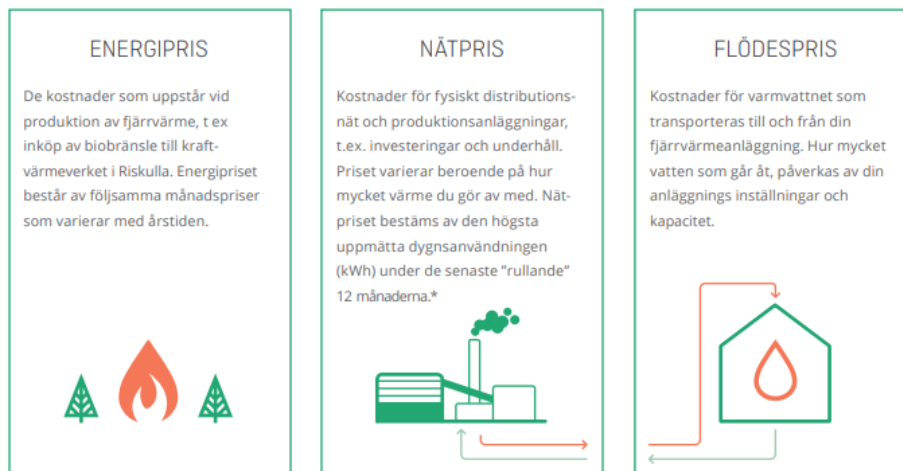 ENERGIPRIS
De kostnader som uppstår vid
produktion av fjärrvärme, t ex
inköp av biobränsle till kraft-
värmeverket i Riskulla. Energipriset
består av följsamma månadspriser
som varierar med årstiden.
NÄTPRIS
Kostnader för fysiskt distributions-
nät och produktionsanläggningar,
t.ex. investeringar och underhåll.
Priset varierar beroende på hur
mycket värme du gör av med. Nät-
priset bestäms av den högsta
uppmätta dygnsanvändningen
(kWh) under de senaste ”rullande”
12 månaderna.*
FLÖDESPRIS
Kostnader för varmvattnet som
transporteras till och från din
fjärrvärmeanläggning. Hur mycket
vatten som går åt, påverkas av din
anläggnings inställningar och
kapacitet.